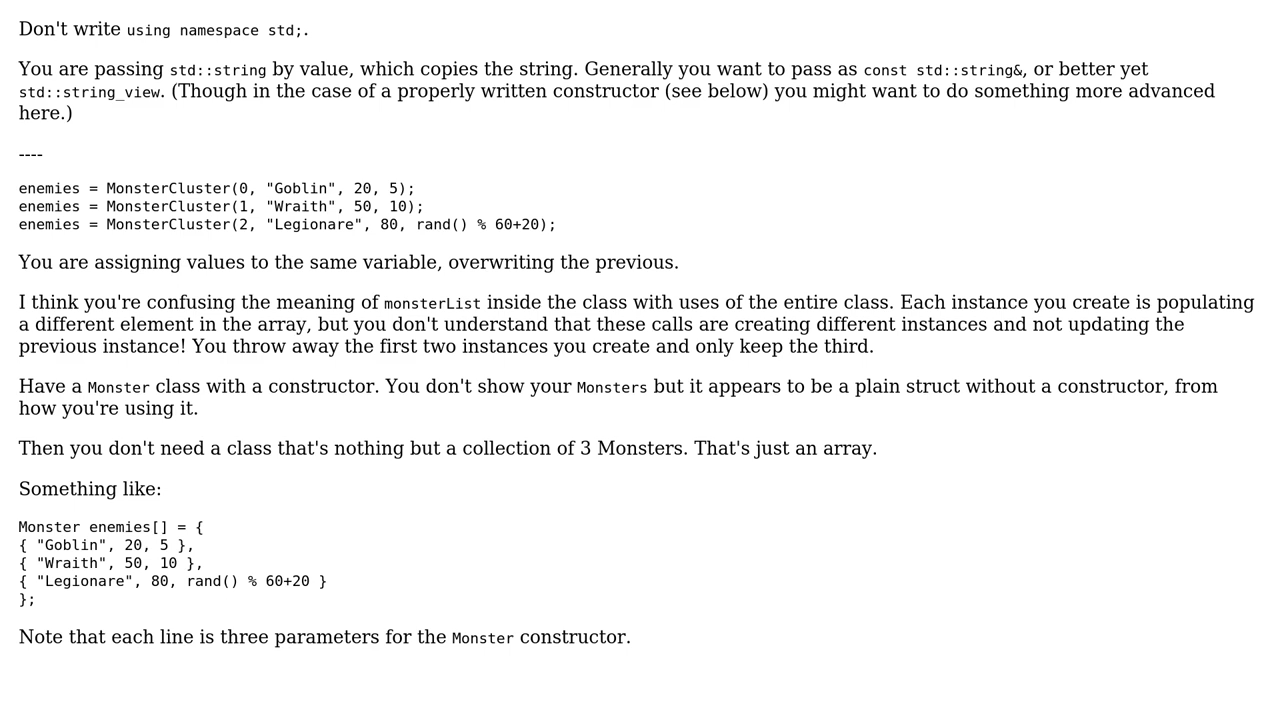 Don't write using namespace std;.
You are passing std::string by value, which copies the string. Generally you want to pass as const std::string&, or better yet
std::string_view. (Though in the case of a properly written constructor (see below) you might want to do something more advanced
here.)
----
enemies = MonsterCluster(0, "Goblin", 20, 5);
enemies = MonsterCluster(1, "Wraith", 50, 10);
enemies = MonsterCluster(2, "Legionare", 80, rand() % 60+20);
You are assigning values to the same variable, overwriting the previous.
I think you're confusing the meaning of monsterList inside the class with uses of the entire class. Each instance you create is populating
a different element in the array, but you don't understand that these calls are creating different instances and not updating the
previous instance! You throw away the first two instances you create and only keep the third.
Have a Monster class with a constructor. You don't show your Monsters but it appears to be a plain struct without a constructor, from
how you're using it.
Then you don't need a class that's nothing but a collection of 3 Monsters. That's just an array.
Something like:
Monster enemies[] = {
{ "Goblin", 20, 5 },
{ "Wraith", 50, 10 },
{ "Legionare", 80, rand() % 60+20 }
};
Note that each line is three parameters for the Monster constructor.